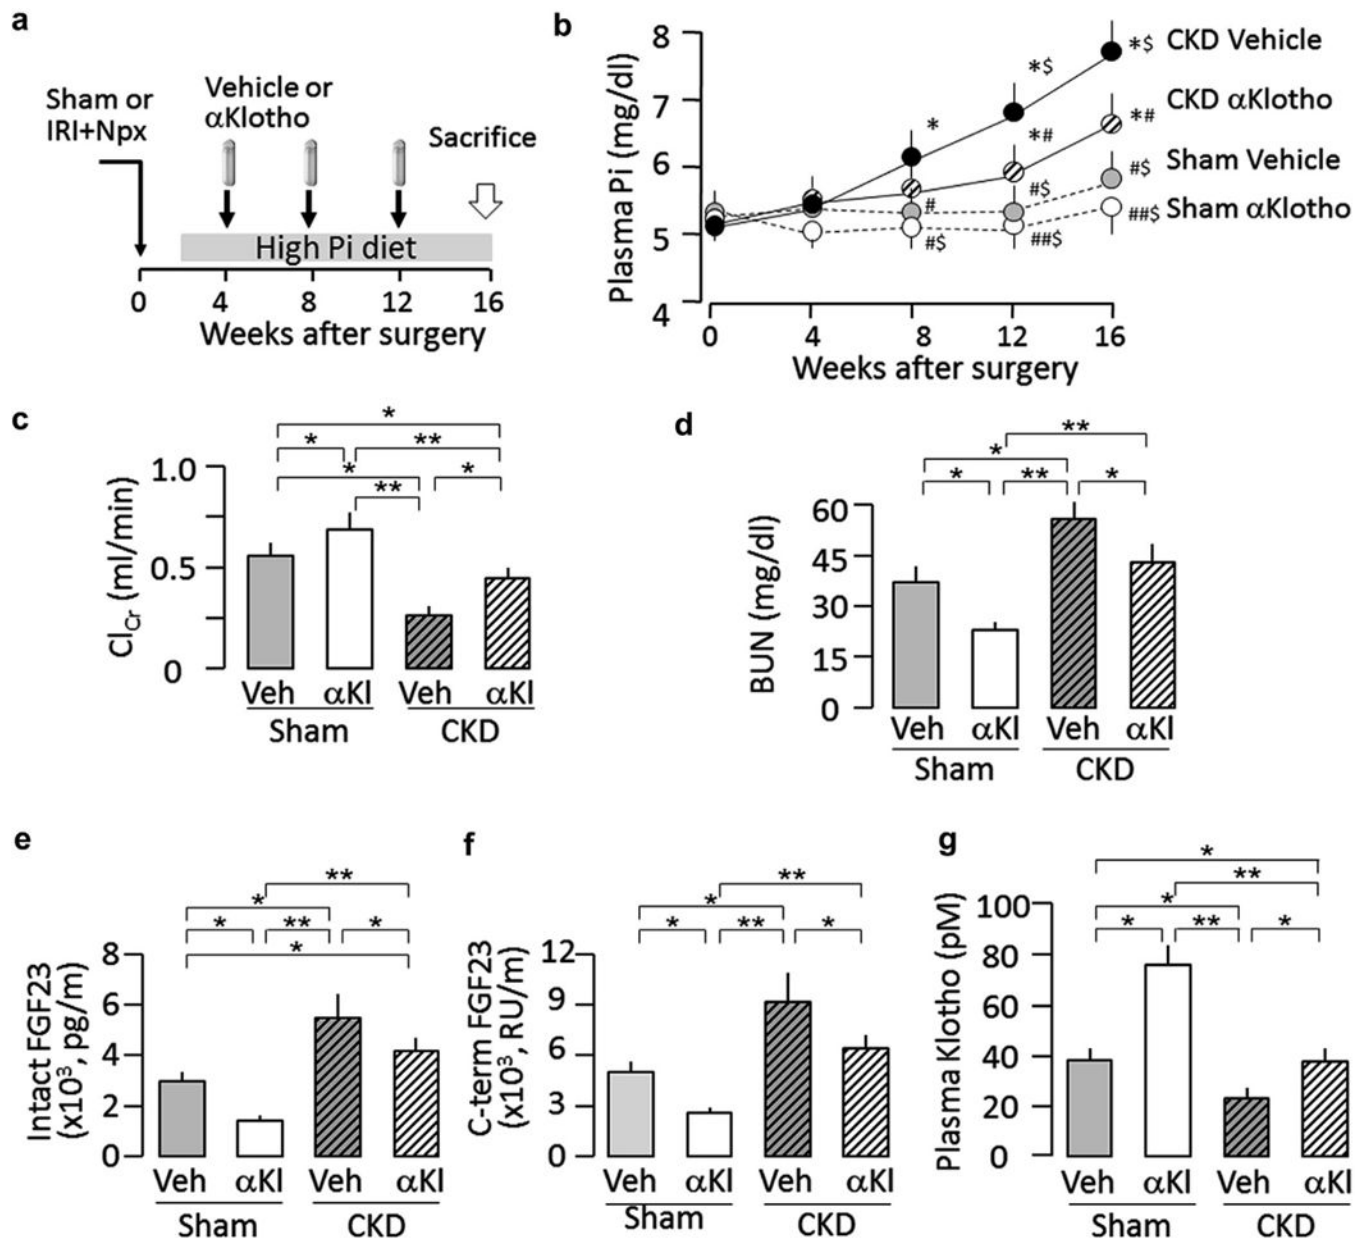 a
Sham or
IRI+Npx
Vehicle or
αKlotho
Sacrifice
High Pi diet
0 4 8 12 16
Weeks after surgery
b
Plasma Pi (mg/dl)
8
7
6
5
4
0 4 8 12 16
Weeks after surgery
*
*$
*$
*#
*#
#
#$
#$
#$
##$
##$
CKD Vehicle
CKD αKlotho
Sham Vehicle
Sham αKlotho
c
Cl_Cr (ml/min)
1.0
0.5
0
*
* **
* *
**
Veh αKl Veh αKl
Sham CKD
d
BUN (mg/dl)
60
45
30
15
0
**
*
* ** *
Veh αKl Veh αKl
Sham CKD
e
Intact FGF23
(x10³, pg/m)
8
6
4
2
0
**
*
* ** *
*
Veh αKl Veh αKl
Sham CKD
f
C-term FGF23
(x10³, RU/m)
12
9
6
3
0
**
*
* ** *
Veh αKl Veh αKl
Sham CKD
g
Plasma Klotho (pM)
100
80
60
40
20
0
*
**
*
* ** *
Veh αKl Veh αKl
Sham CKD